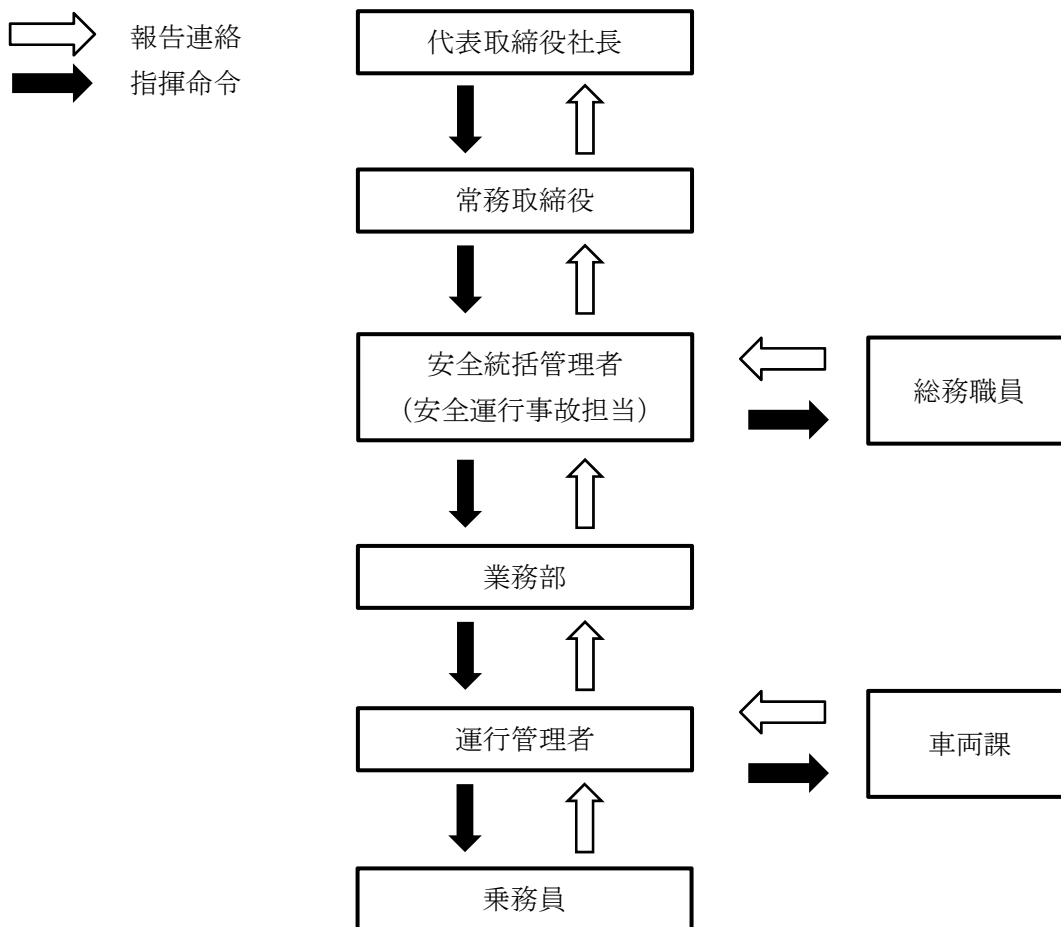 報告連絡
指揮命令
代表取締役社長
常務取締役
安全統括管理者
（安全運行事故担当）
総務職員
業務部
運行管理者
車両課
乗務員